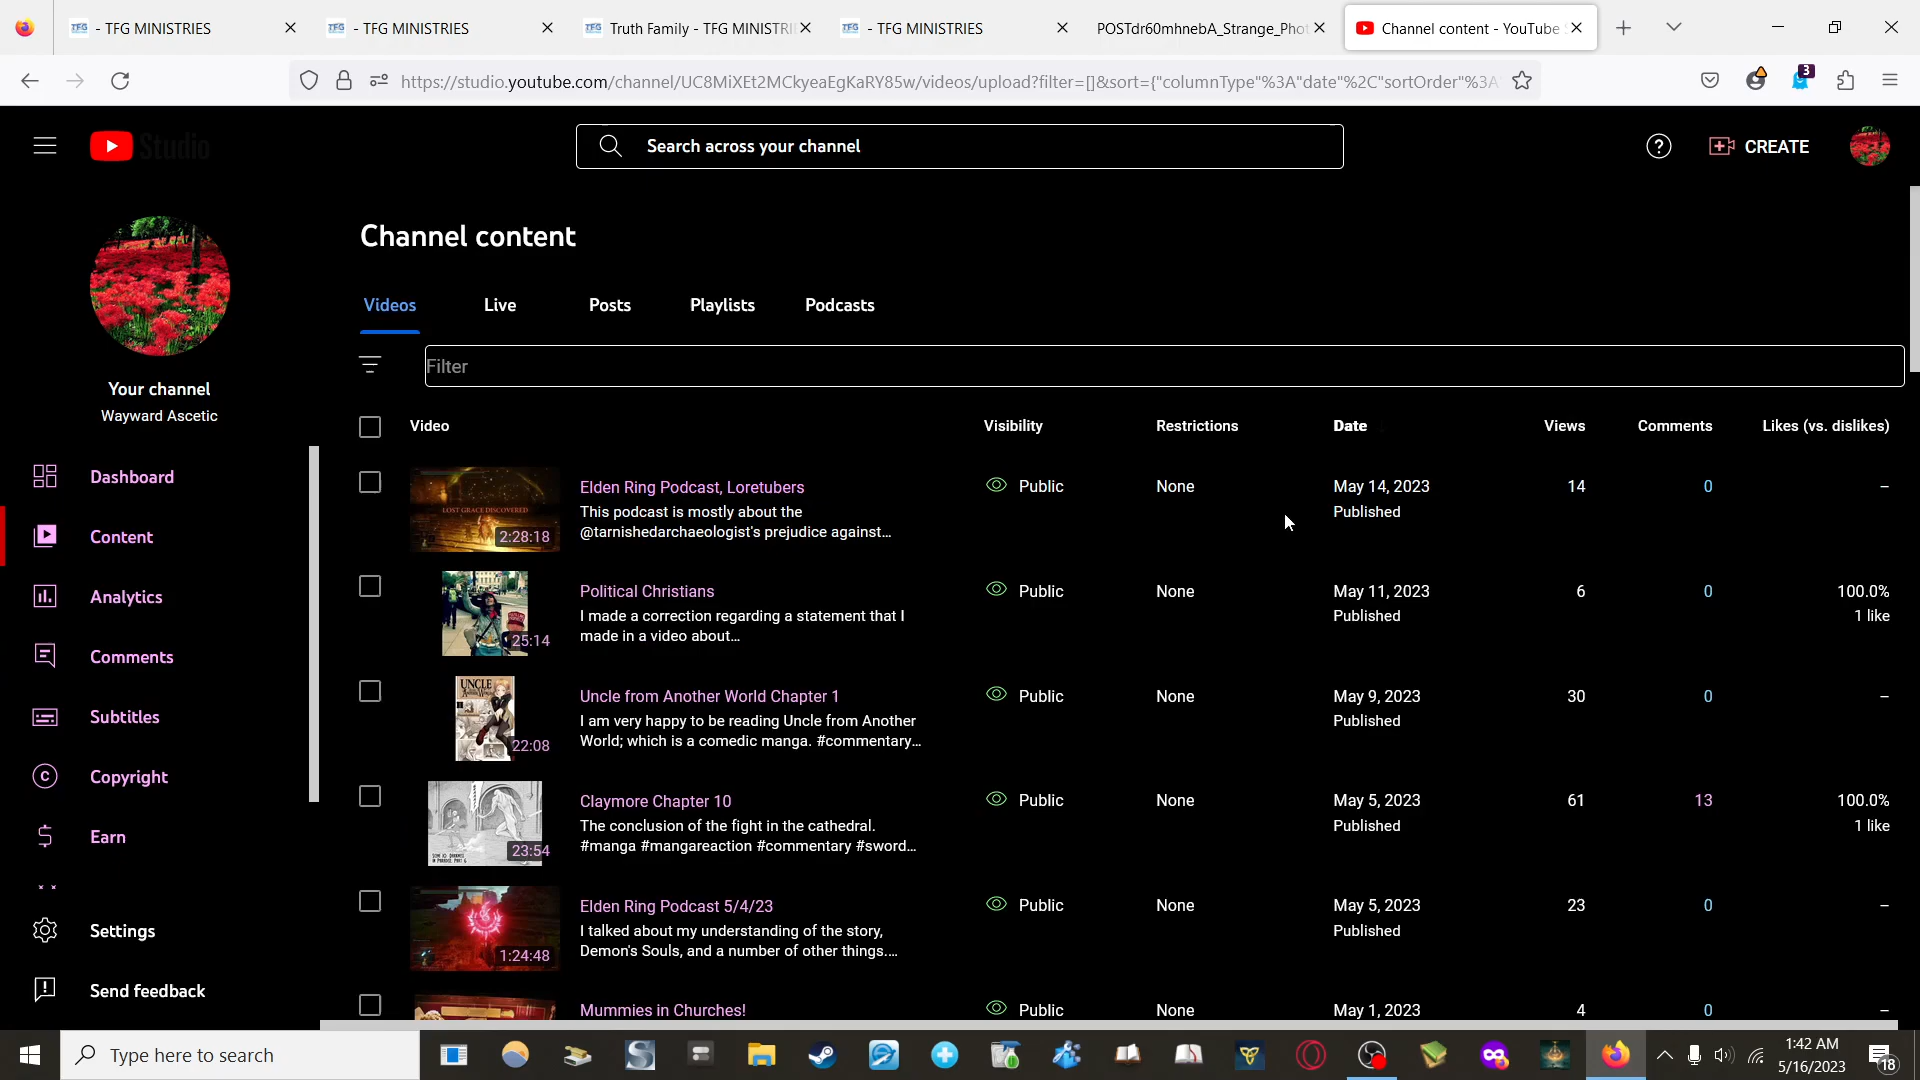 - TFG MINISTRIES
- TFG MINISTRIES
Truth Family - TFG MINISTRI
- TFG MINISTRIES
POSTdr60mhnebA_Strange_Phot
Channel content - YouTube
https://studio.youtube.com/channel/UC8MiXEt2MCkyeaEgKaRY85w/videos/upload?filter=[]&sort={"columnType"%3A"date"%2C"sortOrder"%3A
3
Studio
Search across your channel
CREATE
Your channel
Wayward Ascetic
Dashboard
Content
Analytics
Comments
Subtitles
Copyright
Earn
Settings
Send feedback
Channel content
Videos Live Posts Playlists Podcasts
Filter
Video Visibility Restrictions Date Views Comments Likes (vs. dislikes)
LOST GRACE DISCOVERED
2:28:18
Elden Ring Podcast, Loretubers
This podcast is mostly about the
@tarnishedarchaeologist's prejudice against...
Public None May 14, 2023 14 0 –
Published
25:14
Political Christians
I made a correction regarding a statement that I
made in a video about...
Public None May 11, 2023 6 0 100.0%
Published 1 like
UNCLE
22:08
Uncle from Another World Chapter 1
I am very happy to be reading Uncle from Another
World; which is a comedic manga. #commentary...
Public None May 9, 2023 30 0 –
Published
23:54
Claymore Chapter 10
The conclusion of the fight in the cathedral.
#manga #mangareaction #commentary #sword...
Public None May 5, 2023 61 13 100.0%
Published 1 like
1:24:48
Elden Ring Podcast 5/4/23
I talked about my understanding of the story,
Demon's Souls, and a number of other things....
Public None May 5, 2023 23 0 –
Published
Mummies in Churches!
Public None May 1, 2023 4 0 –
Type here to search
1:42 AM
5/16/2023
18